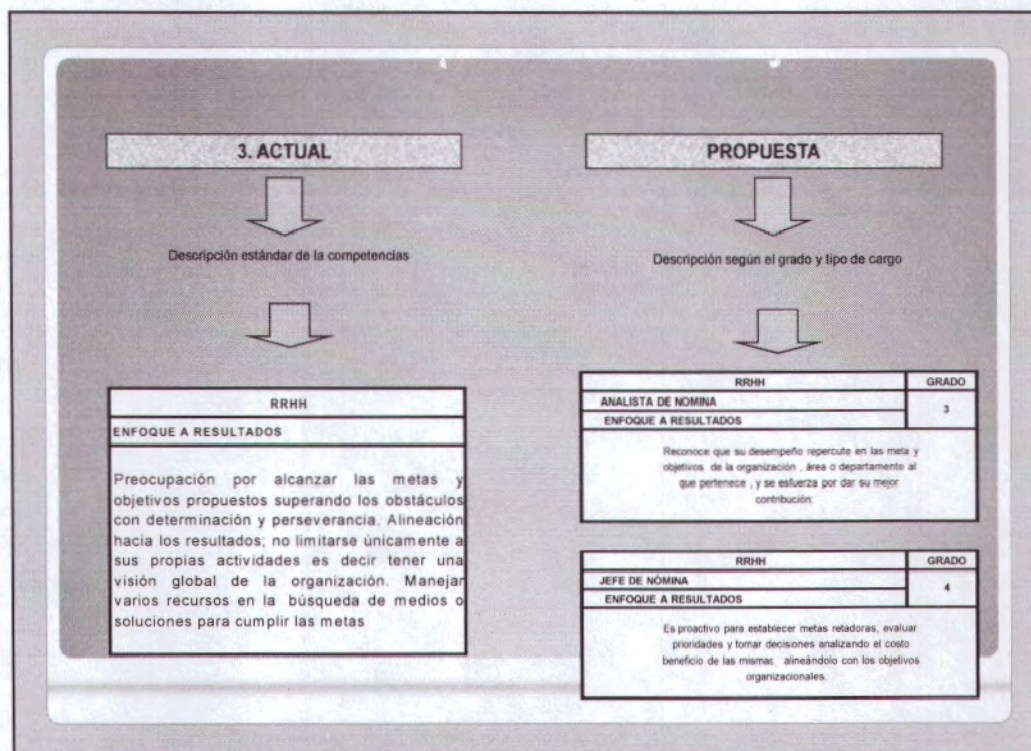 3. ACTUAL
Descripción estándar de la competencias
RRHH
ENFOQUE A RESULTADOS
Preocupación por alcanzar las metas y
objetivos propuestos superando los obstáculos
con determinación y perseverancia. Alineación
hacia los resultados; no limitarse únicamente a
sus propias actividades es decir tener una
visión global de la organización. Manejar
varios recursos en la búsqueda de medios o
soluciones para cumplir las metas
PROPUESTA
Descripción según el grado y tipo de cargo
RRHH GRADO
ANALISTA DE NOMINA 3
ENFOQUE A RESULTADOS
Reconoce que su desempeño repercute en las meta y
objetivos de la organización , área o departamento al
que pertenece , y se esfuerza por dar su mejor
contribución.
RRHH GRADO
JEFE DE NÓMINA 4
ENFOQUE A RESULTADOS
Es proactivo para establecer metas retadoras, evaluar
prioridades y tomar decisiones analizando el costo
beneficio de las mismas alineándolo con los objetivos
organizacionales.